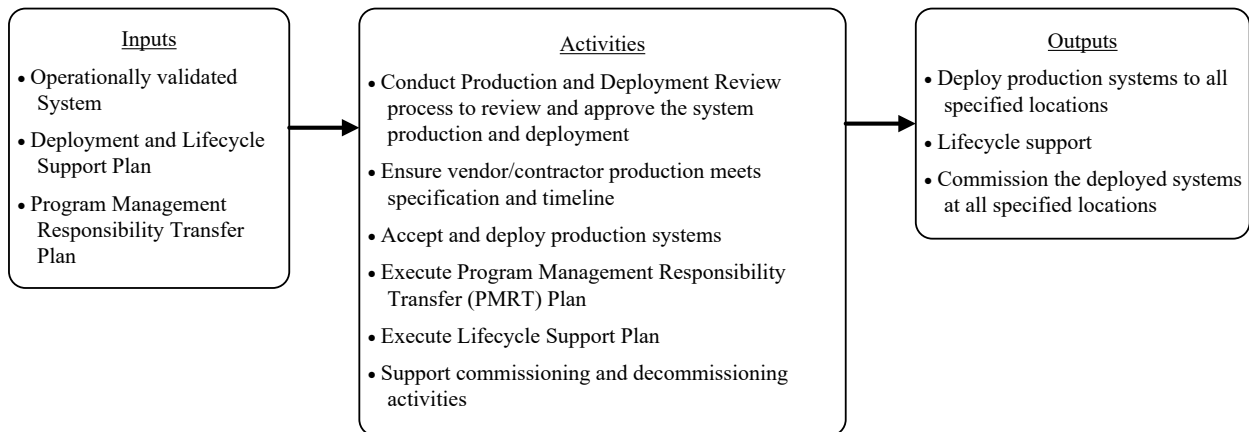 Inputs
• Operationally validated
System
• Deployment and Lifecycle
Support Plan
• Program Management
Responsibility Transfer
Plan
Activities
• Conduct Production and Deployment Review
process to review and approve the system
production and deployment
• Ensure vendor/contractor production meets
specification and timeline
• Accept and deploy production systems
• Execute Program Management Responsibility
Transfer (PMRT) Plan
• Execute Lifecycle Support Plan
• Support commissioning and decommissioning
activities
Outputs
• Deploy production systems to all
specified locations
• Lifecycle support
• Commission the deployed systems
at all specified locations